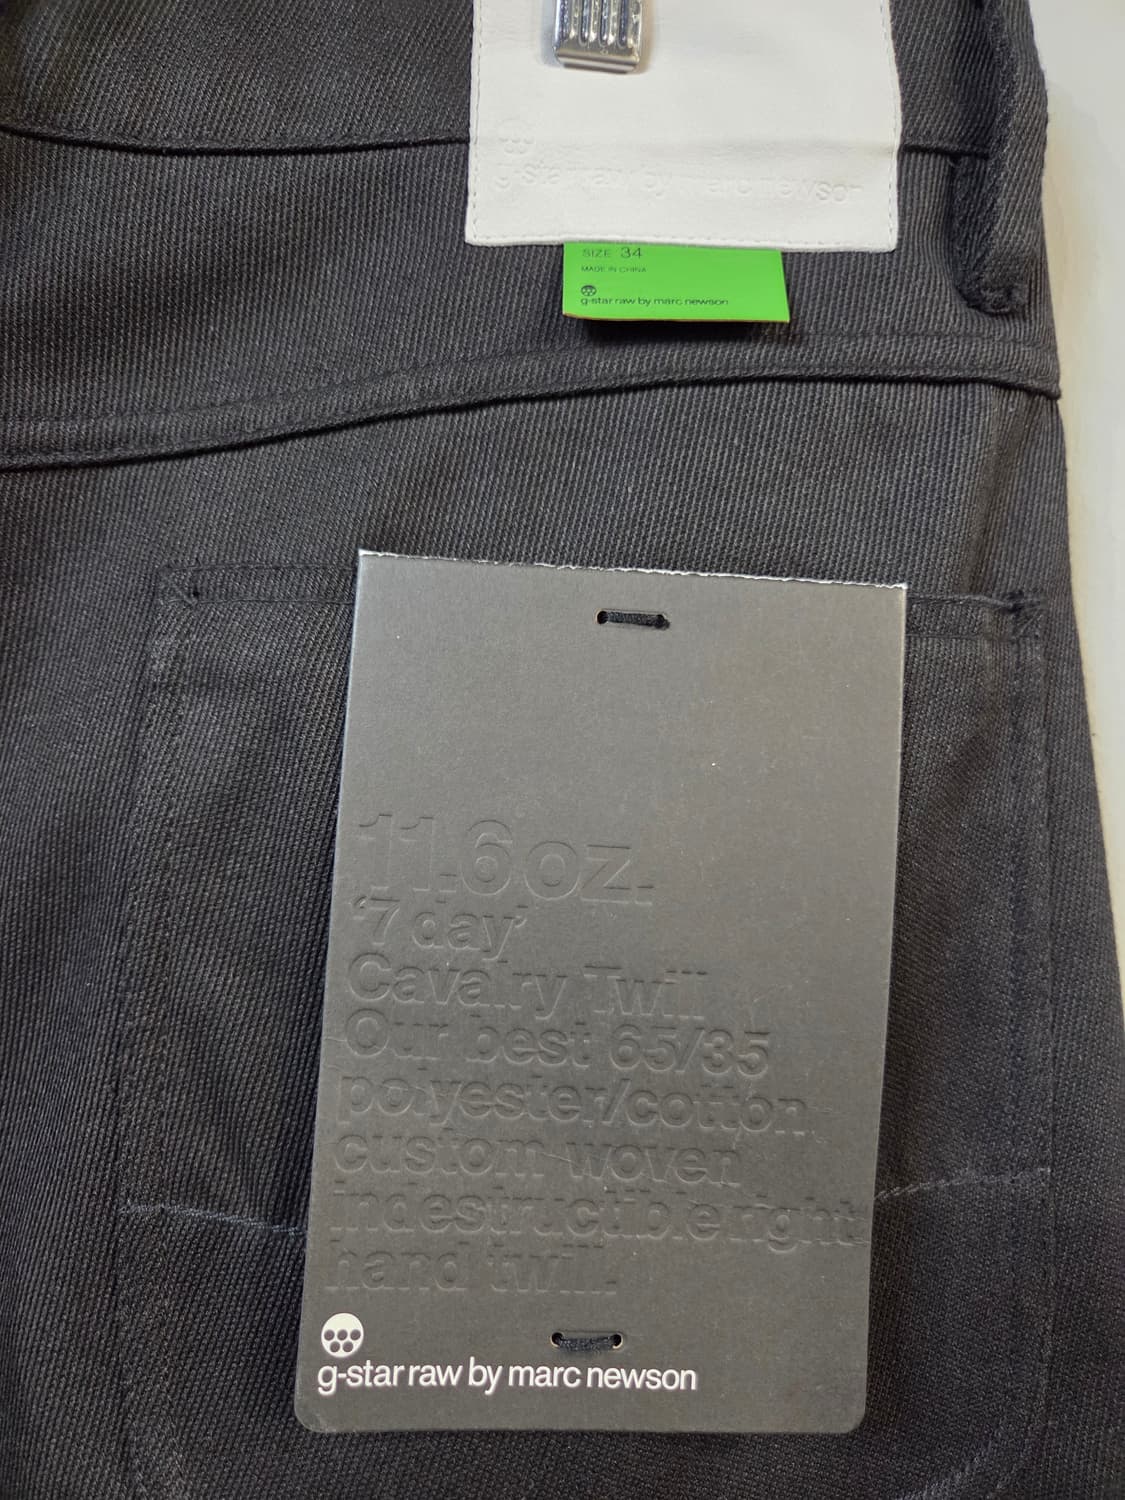 g-star raw by marc newson
SIZE 34
MADE IN CHINA
g-star raw by marc newson
11.6 oz.
‘7 day’
Cavalry Twill
Our best 65/35
polyester/cotton
custom woven
indestructible right
hand twill.
g-star raw by marc newson